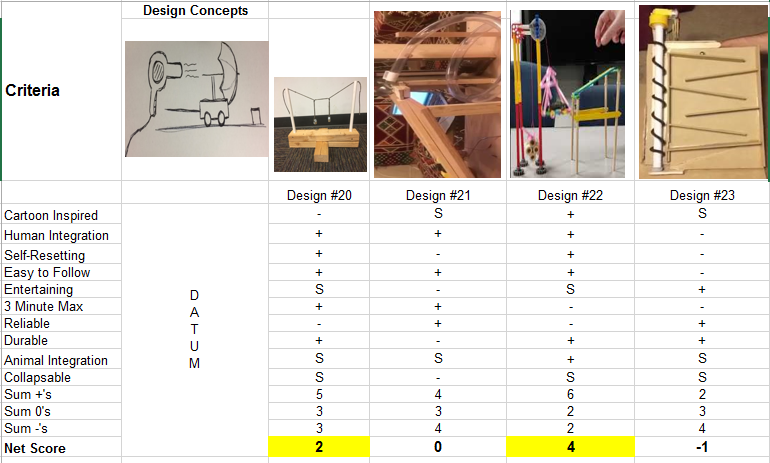 Design Concepts
Criteria
Design #20 Design #21 Design #22 Design #23
Cartoon Inspired - S + S
Human Integration + + + -
Self-Resetting + - + -
Easy to Follow + + + -
Entertaining S - S +
3 Minute Max + + - -
Reliable - + - +
Durable + - + +
Animal Integration S S + S
Collapsable S - S S
D
A
T
U
M
Sum +'s 5 4 6 2
Sum 0's 3 3 2 3
Sum -'s 3 4 2 4
Net Score 2 0 4 -1